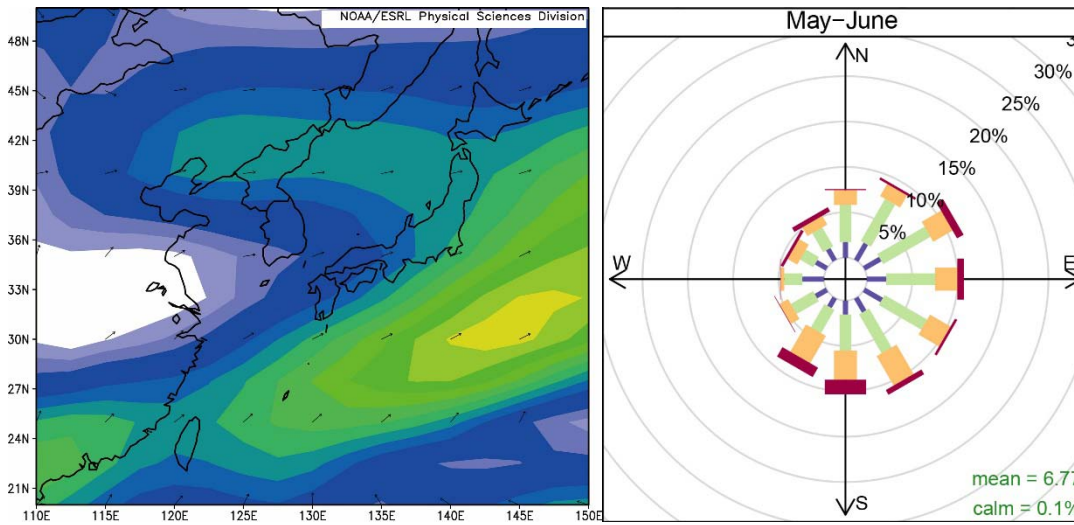 NOAA/ESRL Physical Sciences Division
48N
45N
42N
39N
36N
33N
30N
27N
24N
21N
110E 115E 120E 125E 130E 135E 140E 145E 150E
May-June
N
30%
25%
20%
15%
10%
5%
W
E
S
mean = 6.77
calm = 0.1%